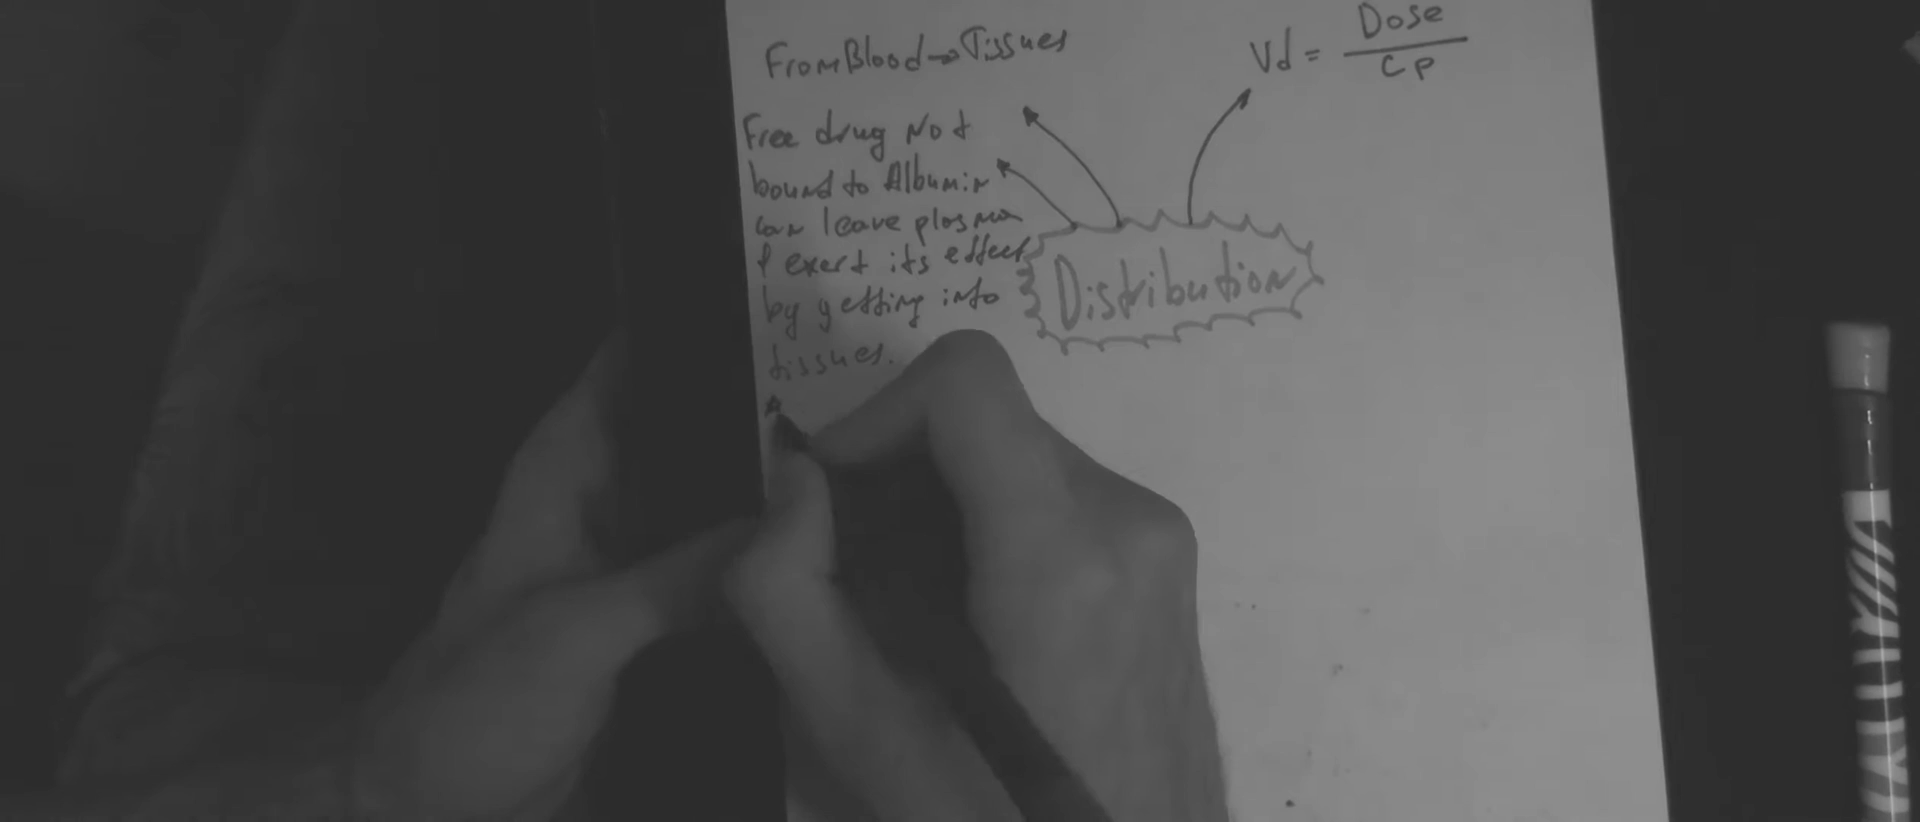 From Blood → Tissues
Vd = Dose / Cp
Free drug Not
bound to Albumin
can leave plasma
& exert its effect
by getting into
tissues.
Distribution